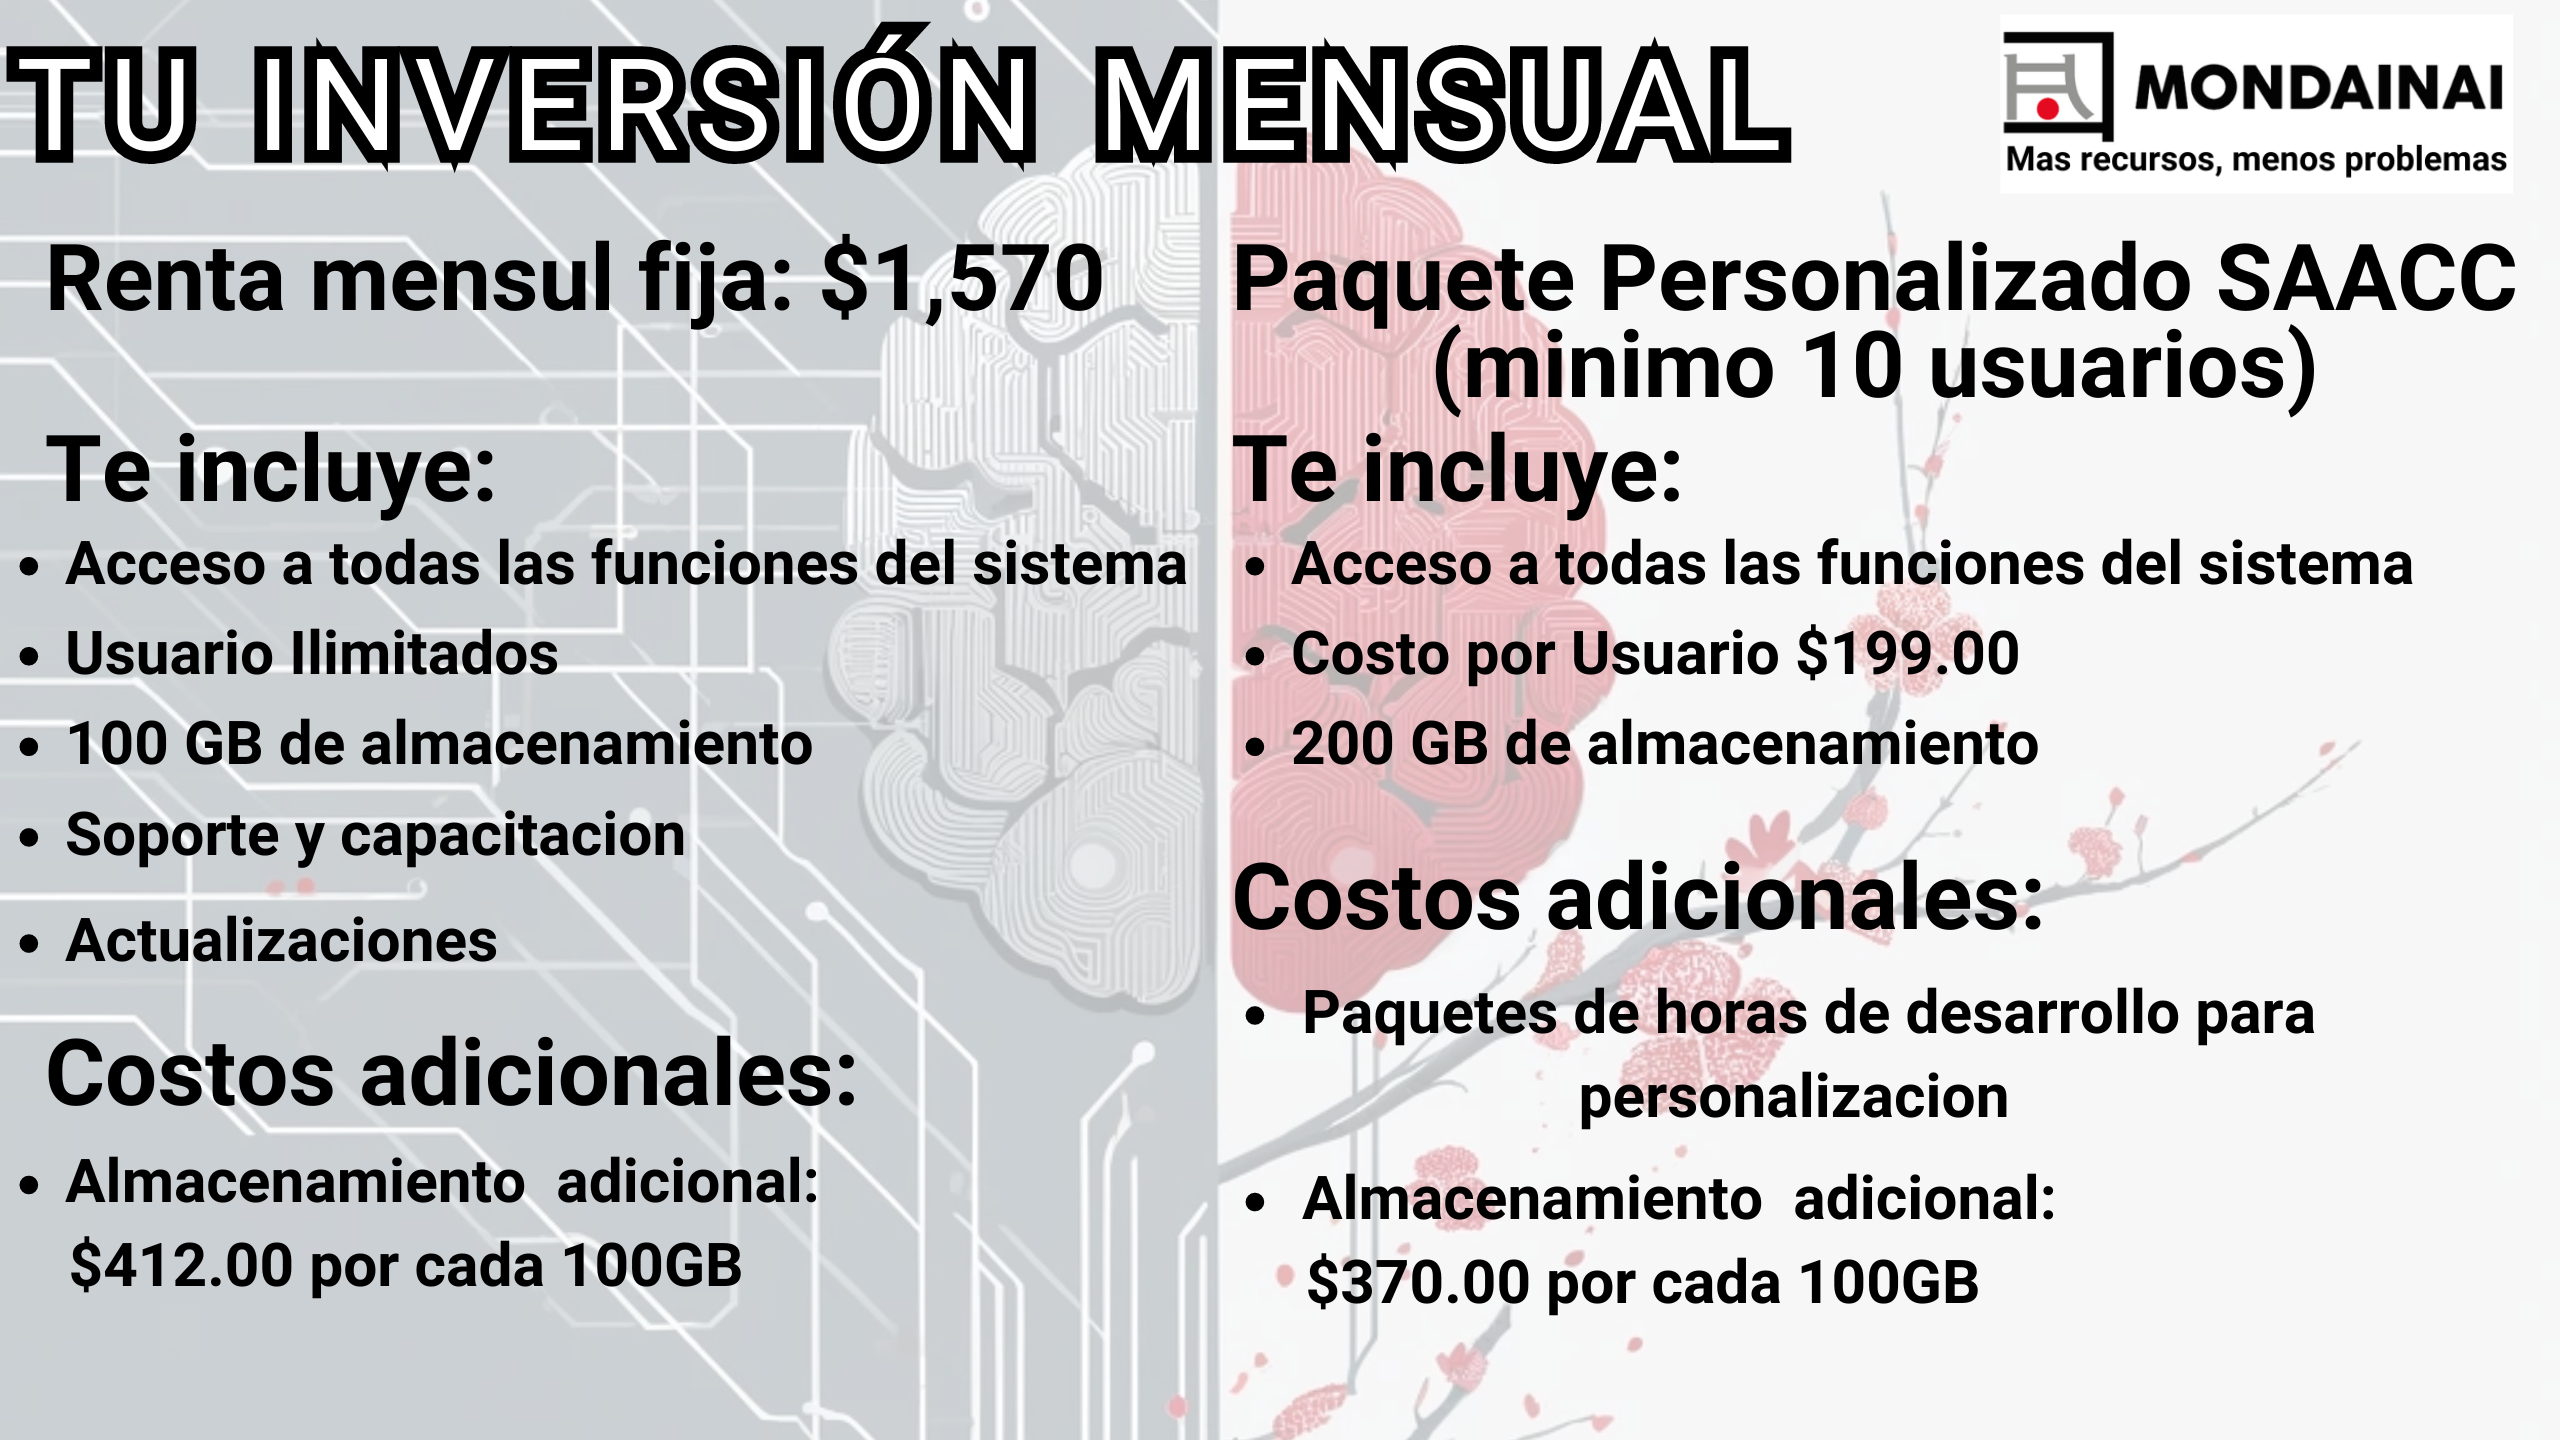 TU INVERSIÓN MENSUAL
MONDAINAI
Mas recursos, menos problemas
Renta mensul fija: $1,570
Te incluye:
• Acceso a todas las funciones del sistema
• Usuario Ilimitados
• 100 GB de almacenamiento
• Soporte y capacitacion
• Actualizaciones
Costos adicionales:
• Almacenamiento adicional:
$412.00 por cada 100GB
Paquete Personalizado SAACC
(minimo 10 usuarios)
Te incluye:
• Acceso a todas las funciones del sistema
• Costo por Usuario $199.00
• 200 GB de almacenamiento
Costos adicionales:
• Paquetes de horas de desarrollo para
personalizacion
• Almacenamiento adicional:
$370.00 por cada 100GB